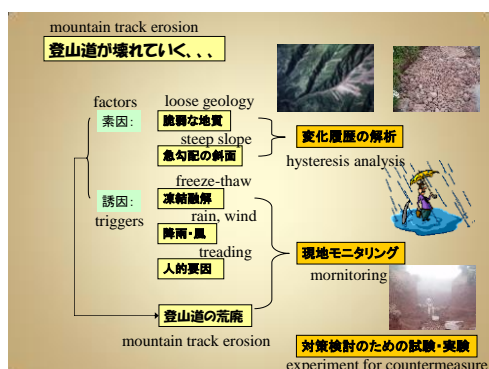 mountain track erosion
登山道が壊れていく、、、
factors
素因：
loose geology
脆弱な地質
steep slope
急勾配の斜面
変化履歴の解析
hysteresis analysis
誘因：
triggers
freeze-thaw
凍結融解
rain, wind
降雨・風
treading
人的要因
現地モニタリング
mornitoring
登山道の荒廃
mountain track erosion
対策検討のための試験・実験
experiment for countermeasure